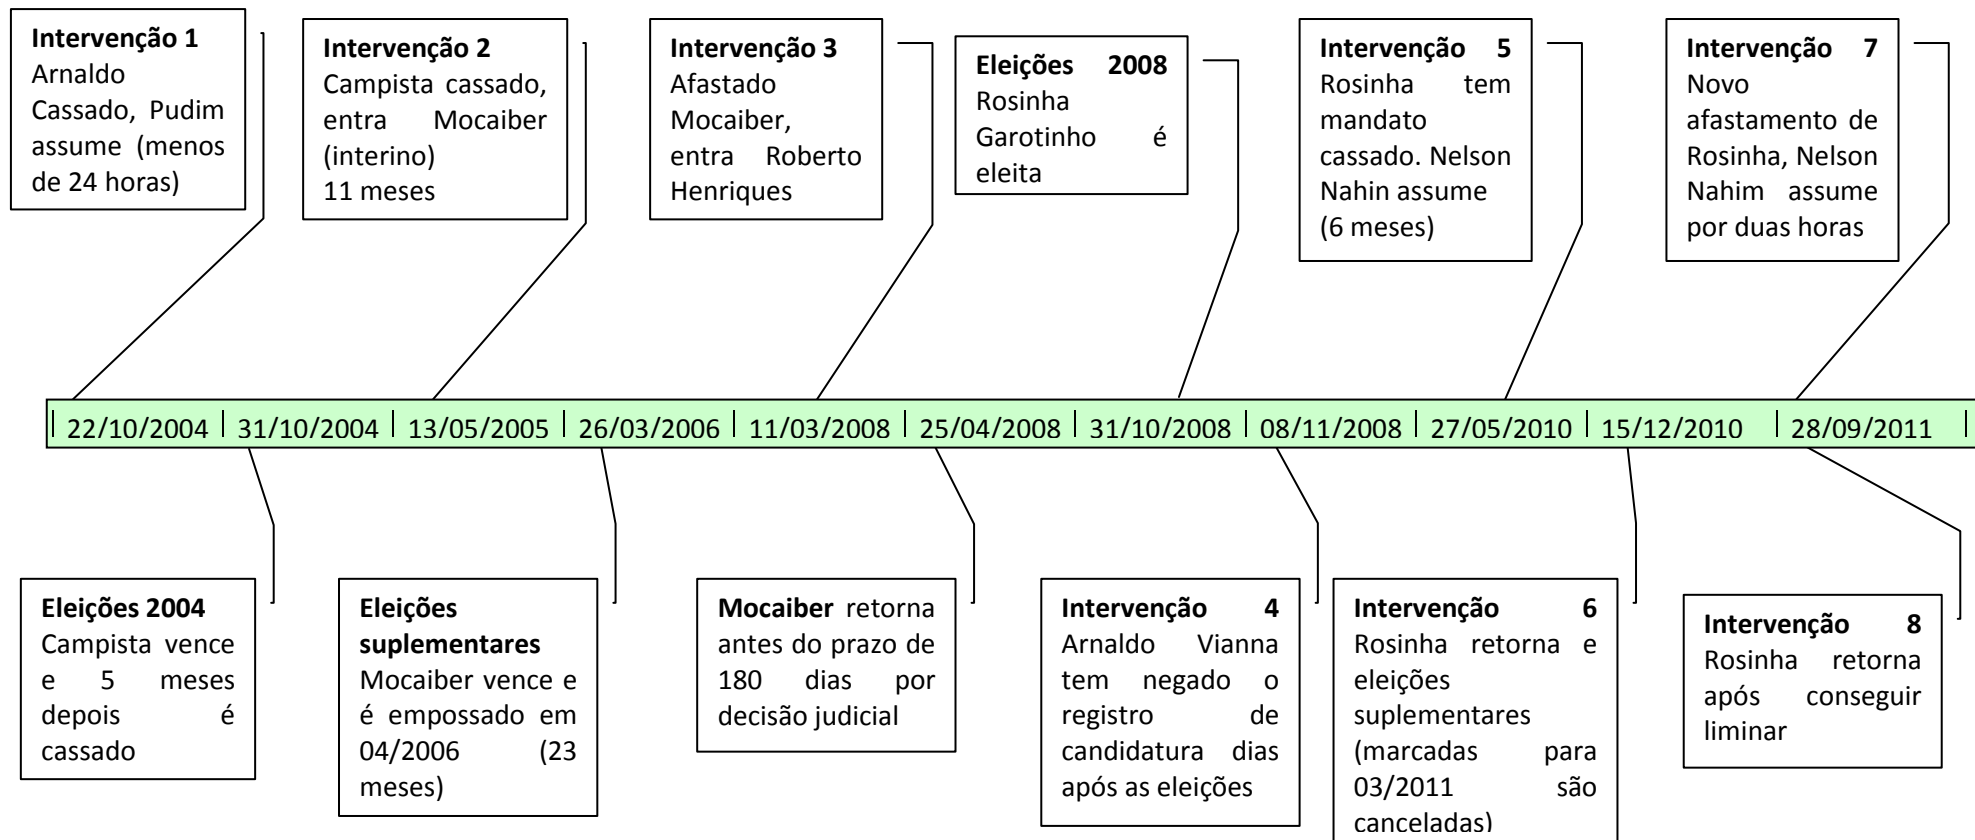 Intervenção 1
Arnaldo
Cassado, Pudim
assume (menos
de 24 horas)
Intervenção 2
Campista cassado,
entra Mocaiber
(interino)
11 meses
Intervenção 3
Afastado
Mocaiber,
entra Roberto
Henriques
Eleições 2008
Rosinha
Garotinho é
eleita
Intervenção 5
Rosinha tem
mandato
cassado. Nelson
Nahin assume
(6 meses)
Intervenção 7
Novo
afastamento de
Rosinha, Nelson
Nahim assume
por duas horas
22/10/2004 31/10/2004 13/05/2005 26/03/2006 11/03/2008 25/04/2008 31/10/2008 08/11/2008 27/05/2010 15/12/2010 28/09/2011
Eleições 2004
Campista vence
e 5 meses
depois é
cassado
Eleições
suplementares
Mocaiber vence e
é empossado em
04/2006 (23
meses)
Mocaiber retorna
antes do prazo de
180 dias por
decisão judicial
Intervenção 4
Arnaldo Vianna
tem negado o
registro de
candidatura dias
após as eleições
Intervenção 6
Rosinha retorna e
eleições
suplementares
(marcadas para
03/2011 são
canceladas)
Intervenção 8
Rosinha retorna
após conseguir
liminar